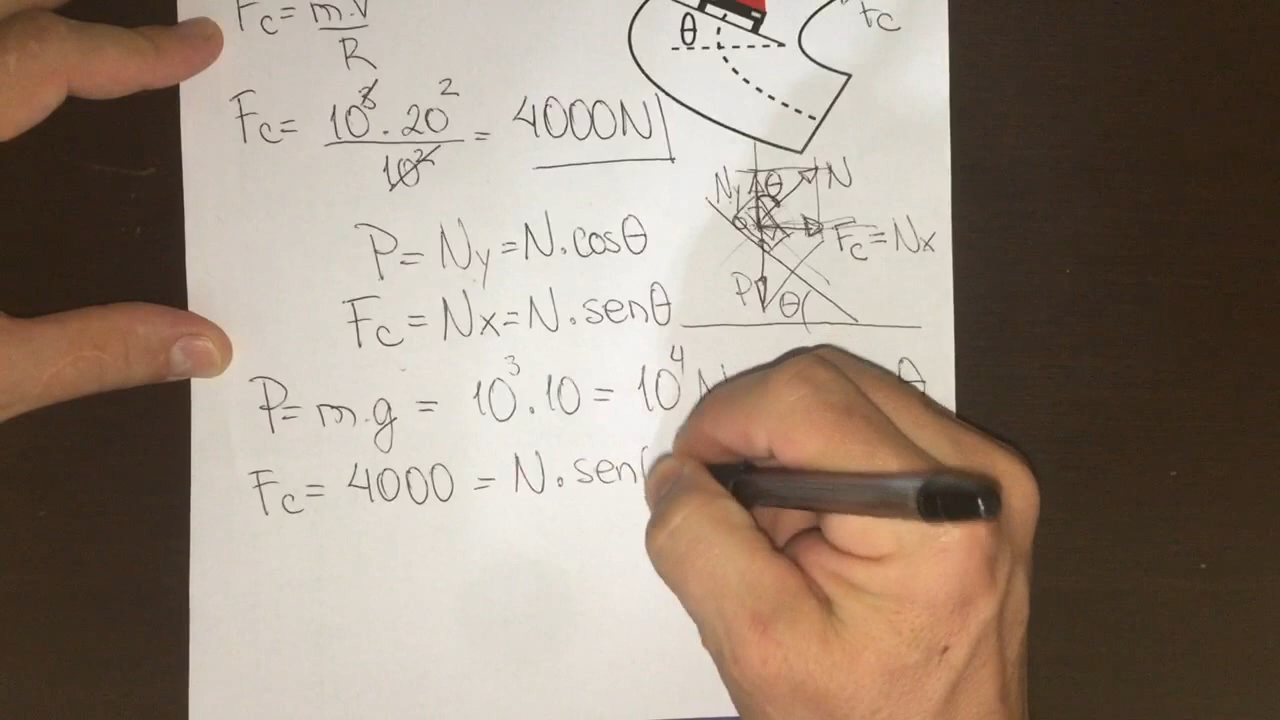 Fc = m.V / R
Fc = 10³ . 20² / 10² = 4000N
θ
Fc
Ny θ N
Fc = Nx
P θ
P = Ny = N.cosθ
Fc = Nx = N.senθ
P = m.g = 10³.10 = 10⁴ N θ
Fc = 4000 = N.sen